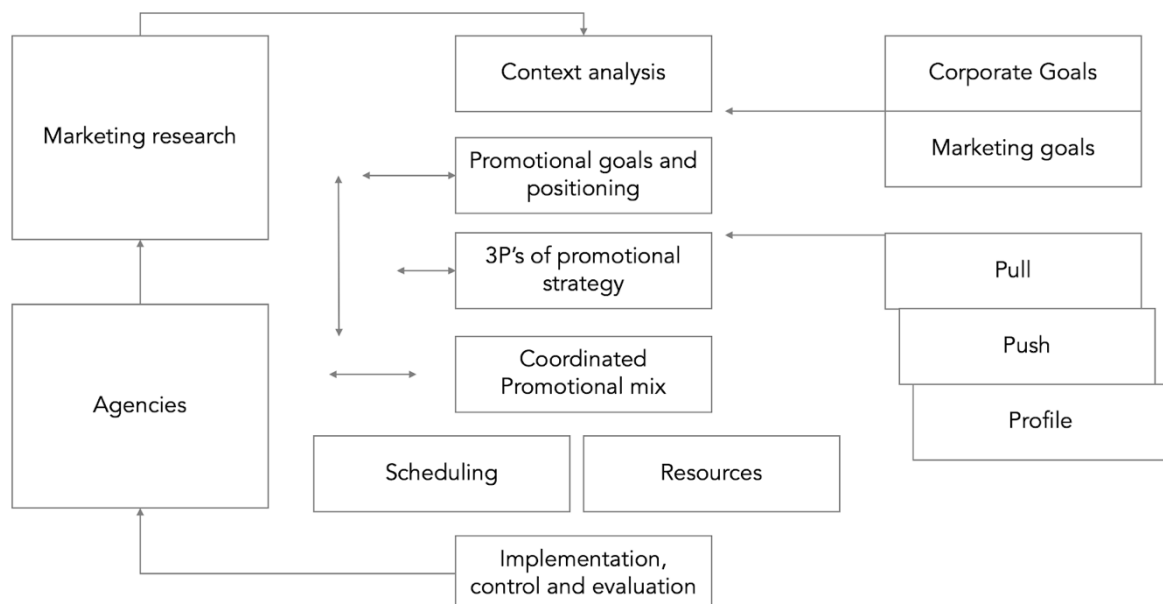 Context analysis
Corporate Goals
Marketing research
Marketing goals
Promotional goals and
positioning
3P’s of promotional
strategy
Pull
Push
Coordinated
Promotional mix
Agencies
Profile
Scheduling
Resources
Implementation,
control and evaluation